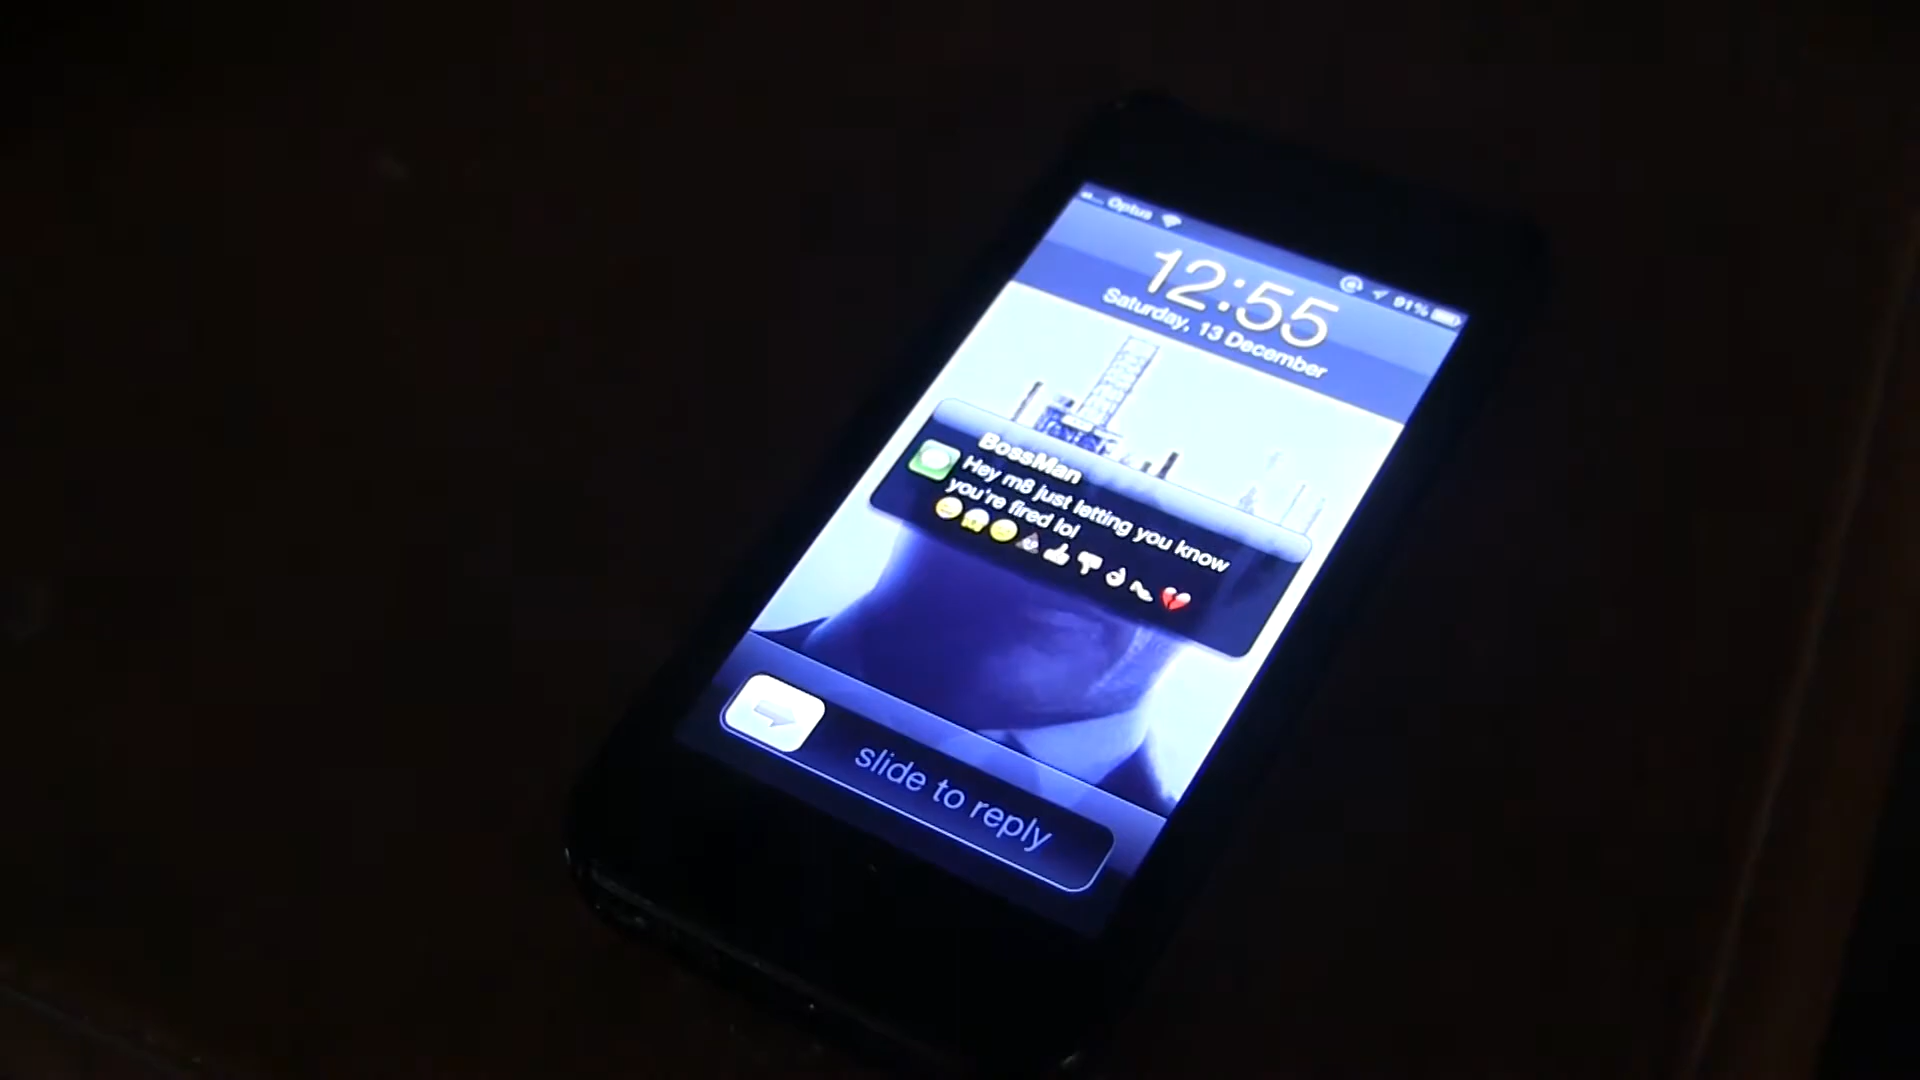 Optus
91%
12:55
Saturday, 13 December
BossMan
Hey m8 just letting you know
you're fired lol
😄😱😔💩👍👎👌👡💔
slide to reply